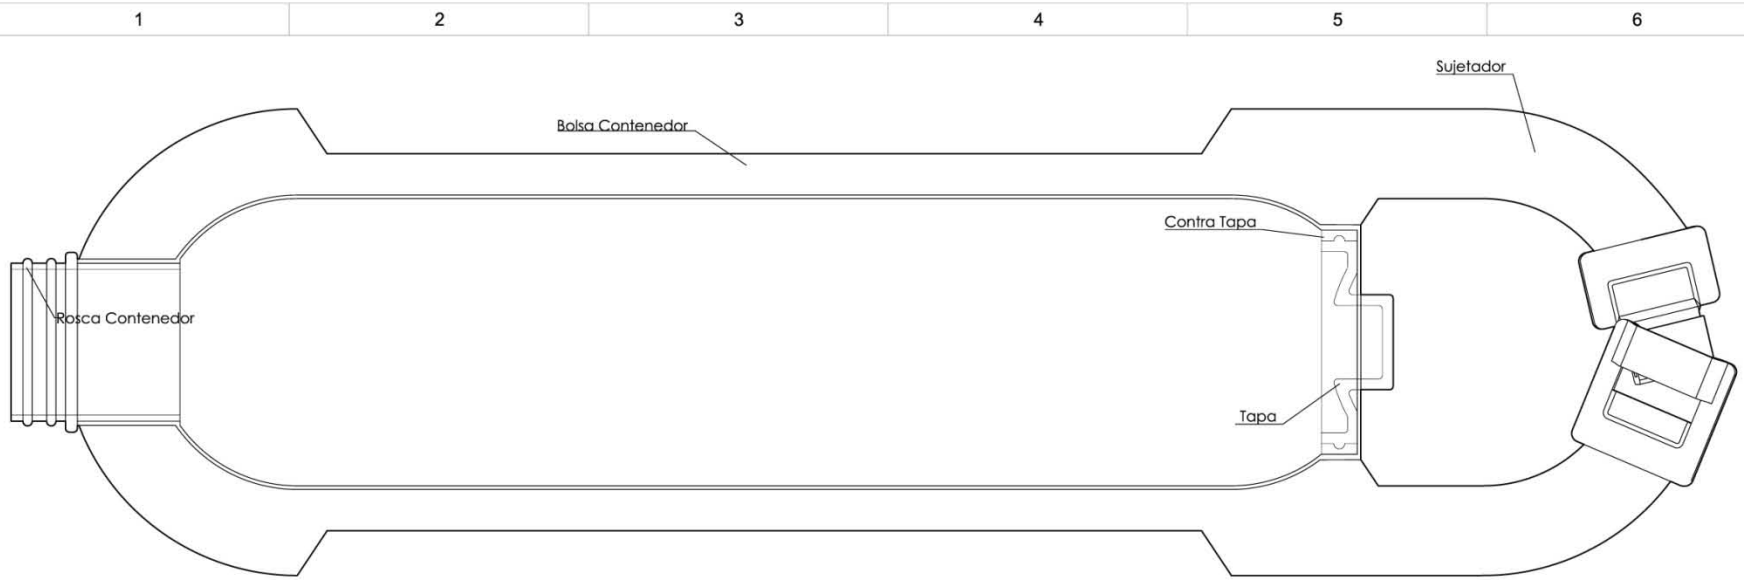 1 2 3 4 5 6
Sujetador
Bolsa Contenedor
Contra Tapa
Rosca Contenedor
Tapa